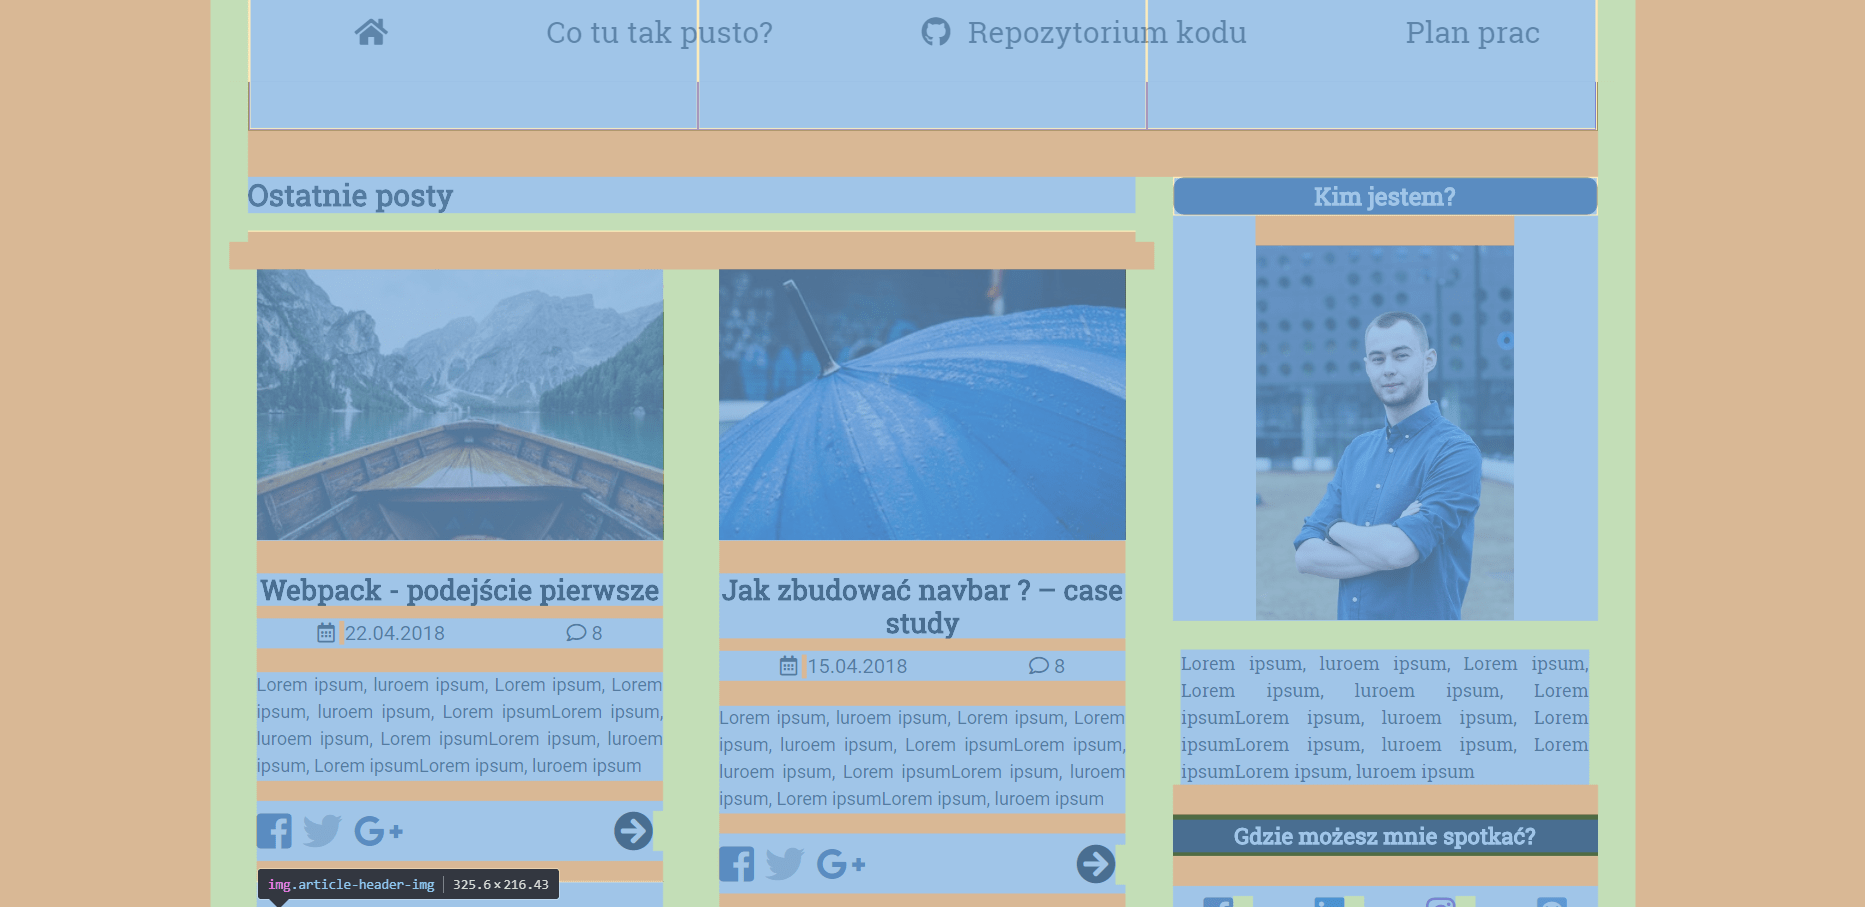 Co tu tak pusto?
Repozytorium kodu
Plan prac
Ostatnie posty
Webpack - podejście pierwsze
22.04.2018
8
Lorem ipsum, luroem ipsum, Lorem ipsum, Lorem
ipsum, luroem ipsum, Lorem ipsumLorem ipsum,
luroem ipsum, Lorem ipsumLorem ipsum, luroem
ipsum, Lorem ipsumLorem ipsum, luroem ipsum
G+
img.article-header-img | 325.6×216.43
Jak zbudować navbar ? – case
study
15.04.2018
8
Lorem ipsum, luroem ipsum, Lorem ipsum, Lorem
ipsum, luroem ipsum, Lorem ipsumLorem ipsum,
luroem ipsum, Lorem ipsumLorem ipsum, luroem
ipsum, Lorem ipsumLorem ipsum, luroem ipsum
G+
Kim jestem?
Lorem ipsum, luroem ipsum, Lorem ipsum,
Lorem ipsum, luroem ipsum, Lorem
ipsumLorem ipsum, luroem ipsum, Lorem
ipsumLorem ipsum, luroem ipsum, Lorem
ipsumLorem ipsum, luroem ipsum
Gdzie możesz mnie spotkać?